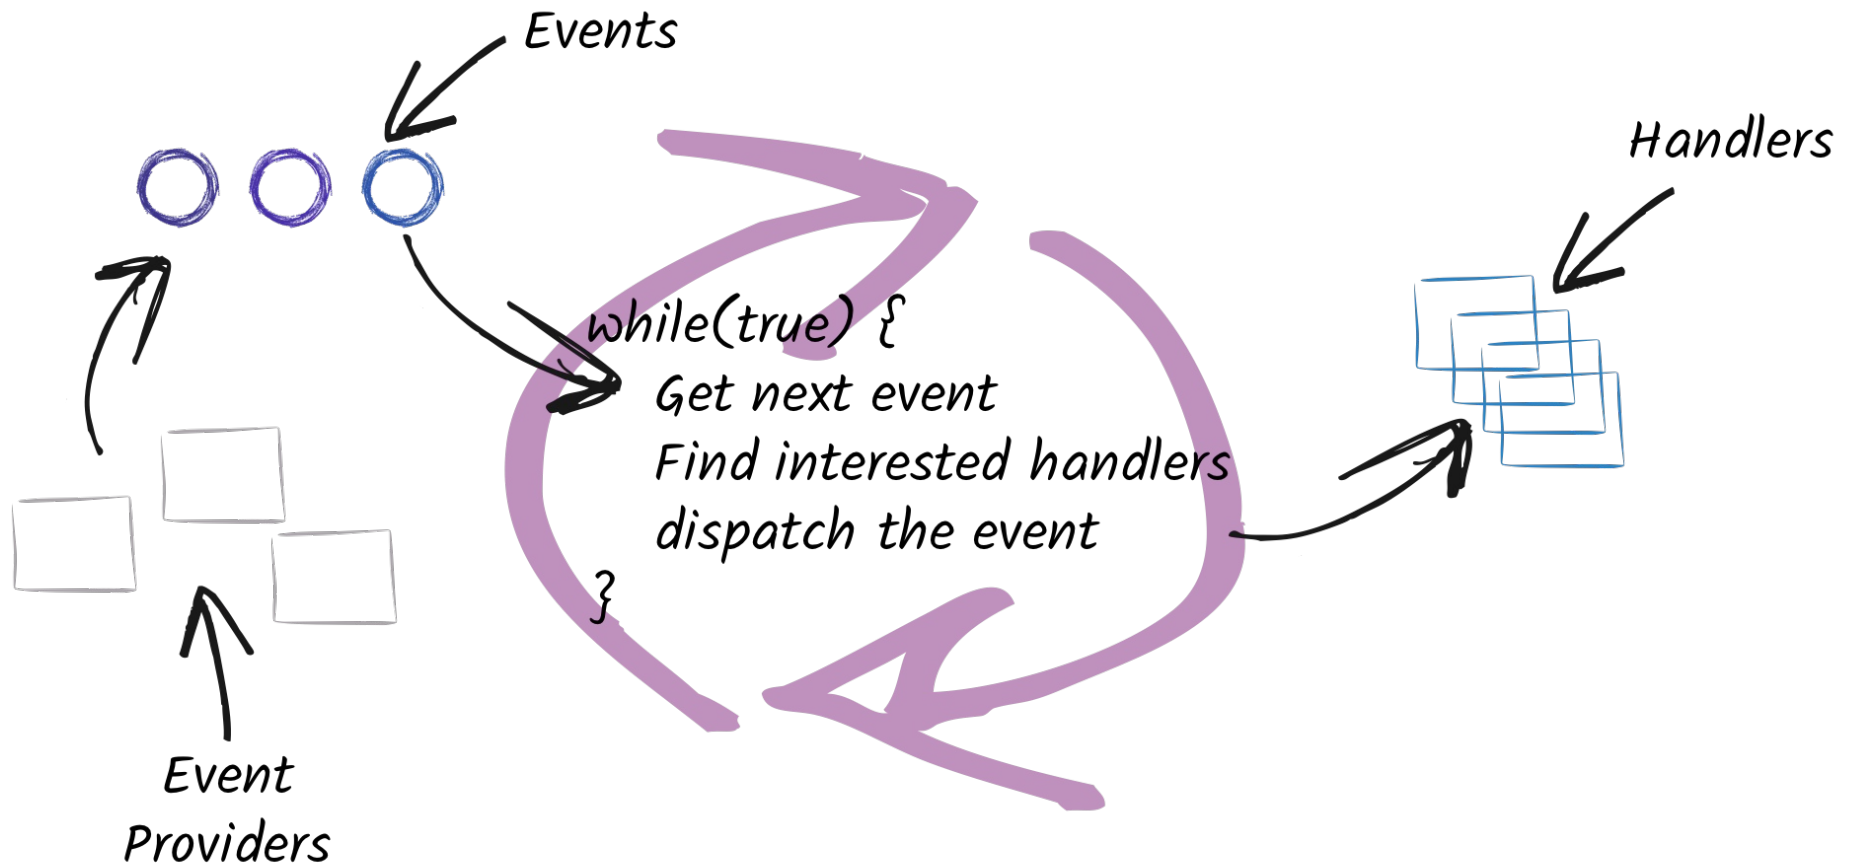 Events
Handlers
while(true) {
Get next event
Find interested handlers
dispatch the event
}
Event
Providers